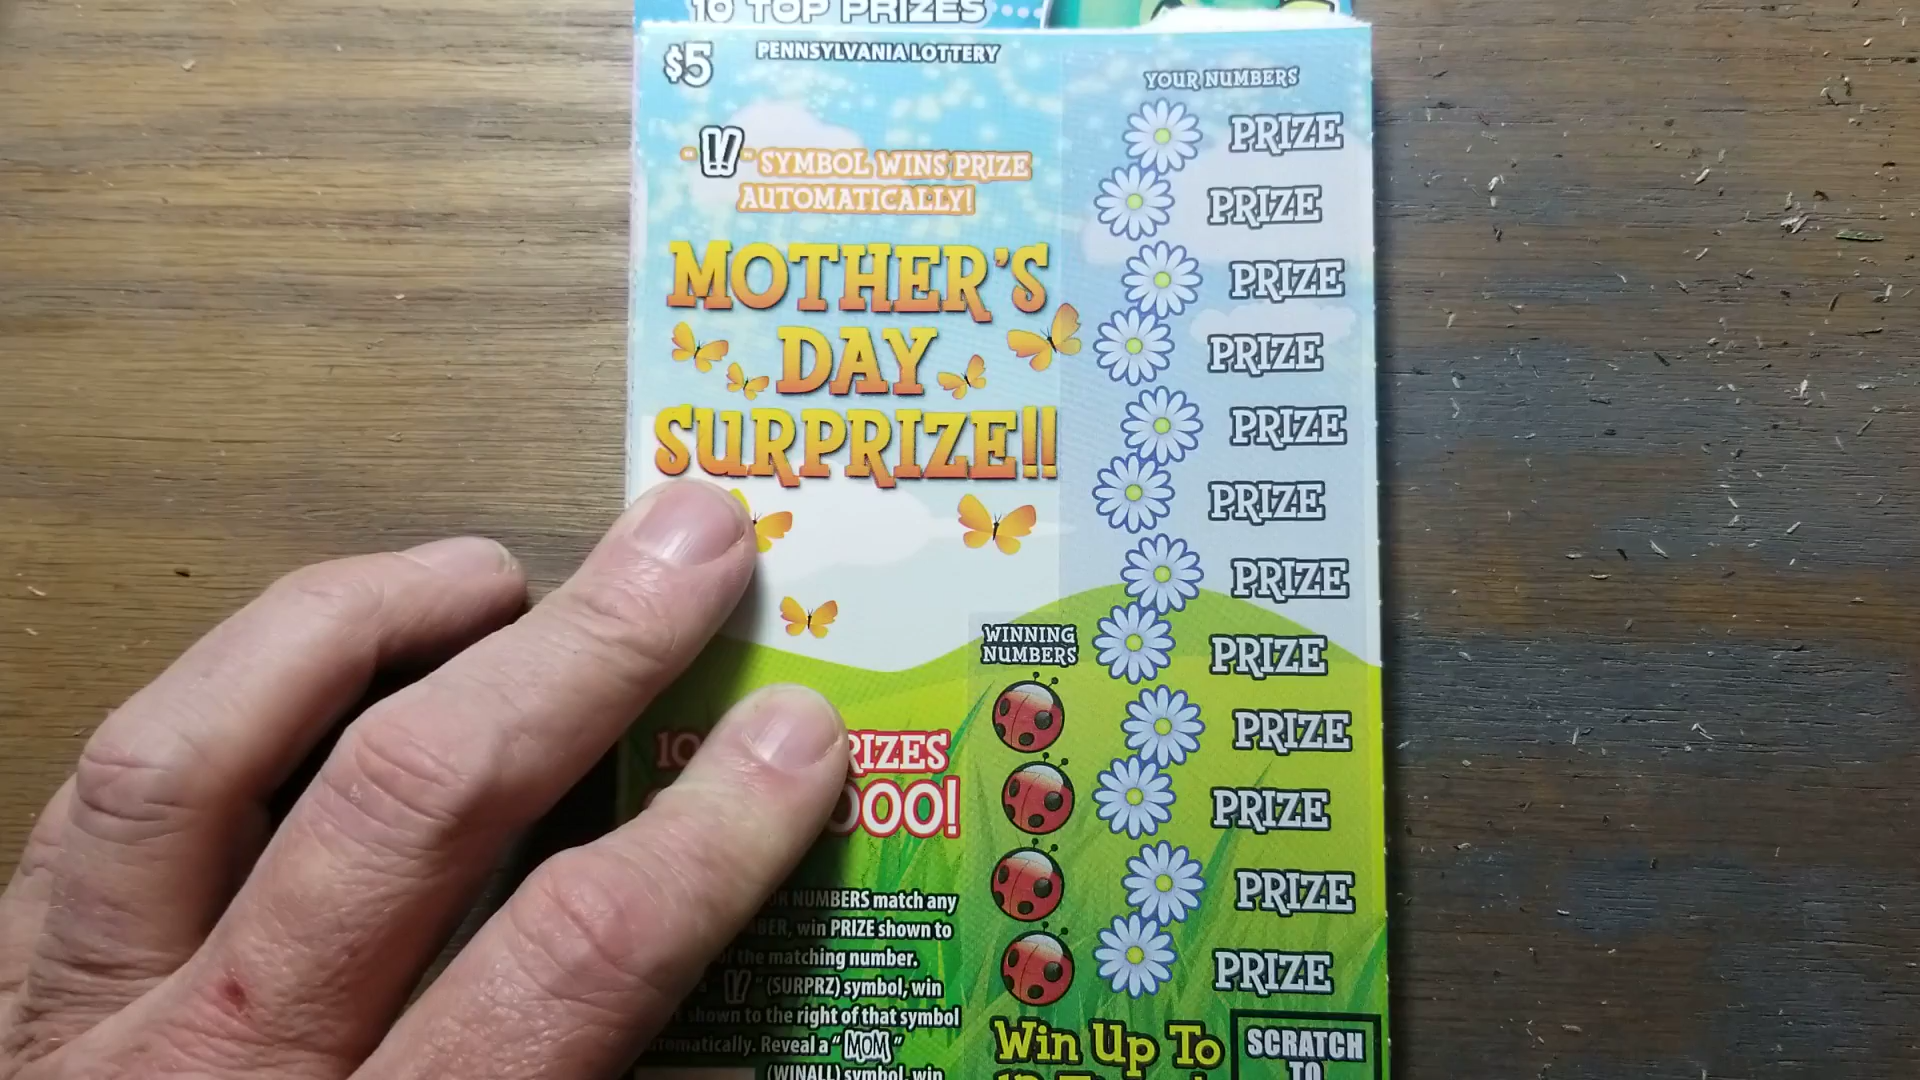 10 TOP PRIZES
$5
PENNSYLVANIA LOTTERY
YOUR NUMBERS
"!!" SYMBOL WINS PRIZE
AUTOMATICALLY!
MOTHER'S
DAY
SURPRIZE!!
PRIZE
PRIZE
PRIZE
PRIZE
PRIZE
PRIZE
PRIZE
PRIZE
PRIZE
PRIZE
PRIZE
PRIZE
WINNING
NUMBERS
10
000!
NUMBERS match any
win PRIZE shown to
the matching number.
"!!" (SURPRZ) symbol, win
shown to the right of that symbol
Reveal a "MOM"
(WINALL) symbol, win
Win Up To
SCRATCH
TO